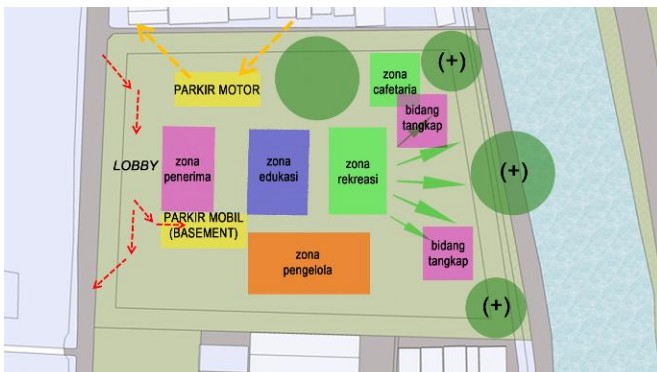 zona
cafetaria
(+)
PARKIR MOTOR
bidang
tangkap
LOBBY
zona
penerima
zona
edukasi
zona
rekreasi
(+)
PARKIR MOBIL
(BASEMENT)
zona
pengelola
bidang
tangkap
(+)